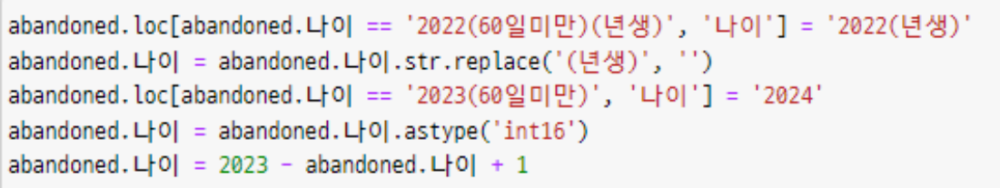 abandoned.loc[abandoned.나이 == '2022(60일미만)(년생)', '나이'] = '2022(년생)'
abandoned.나이 = abandoned.나이.str.replace('(년생)', '')
abandoned.loc[abandoned.나이 == '2023(60일미만)', '나이'] = '2024'
abandoned.나이 = abandoned.나이.astype('int16')
abandoned.나이 = 2023 - abandoned.나이 + 1